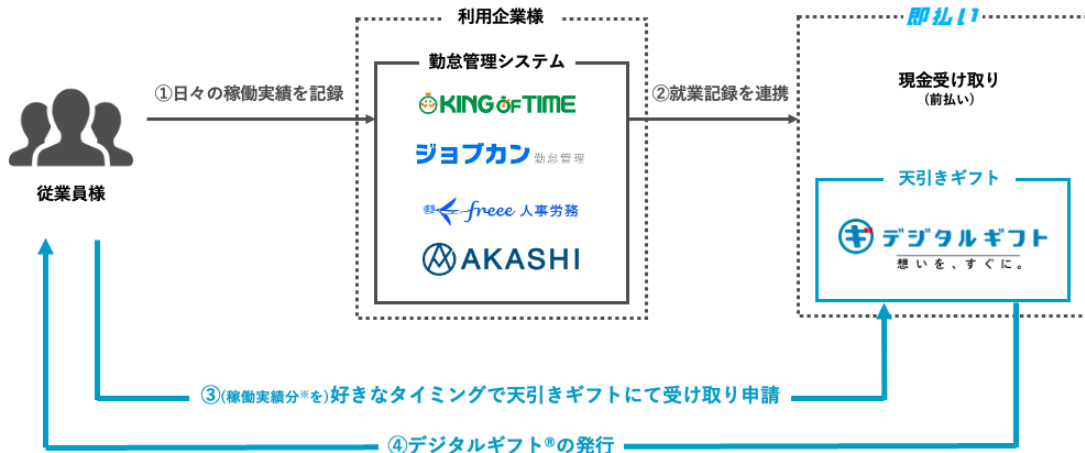 利用企業様
即払い
勤怠管理システム
現金受け取り
(前払い)
①日々の稼働実績を記録
②就業記録を連携
KING OF TIME
ジョブカン 勤怠管理
freee 人事労務
AKASHI
従業員様
天引きギフト
ギ デジタルギフト
想いを、すぐに。
③(稼働実績分※を)好きなタイミングで天引きギフトにて受け取り申請
④デジタルギフト®の発行